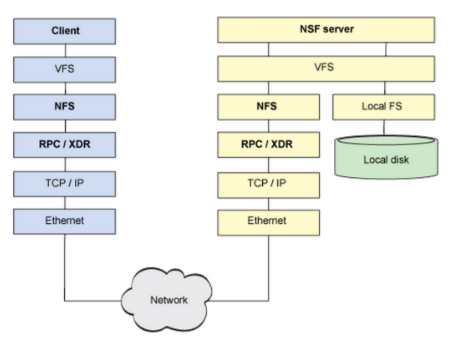 Client
VFS
NFS
RPC / XDR
TCP / IP
Ethernet
NSF server
VFS
NFS
Local FS
RPC / XDR
Local disk
TCP / IP
Ethernet
Network